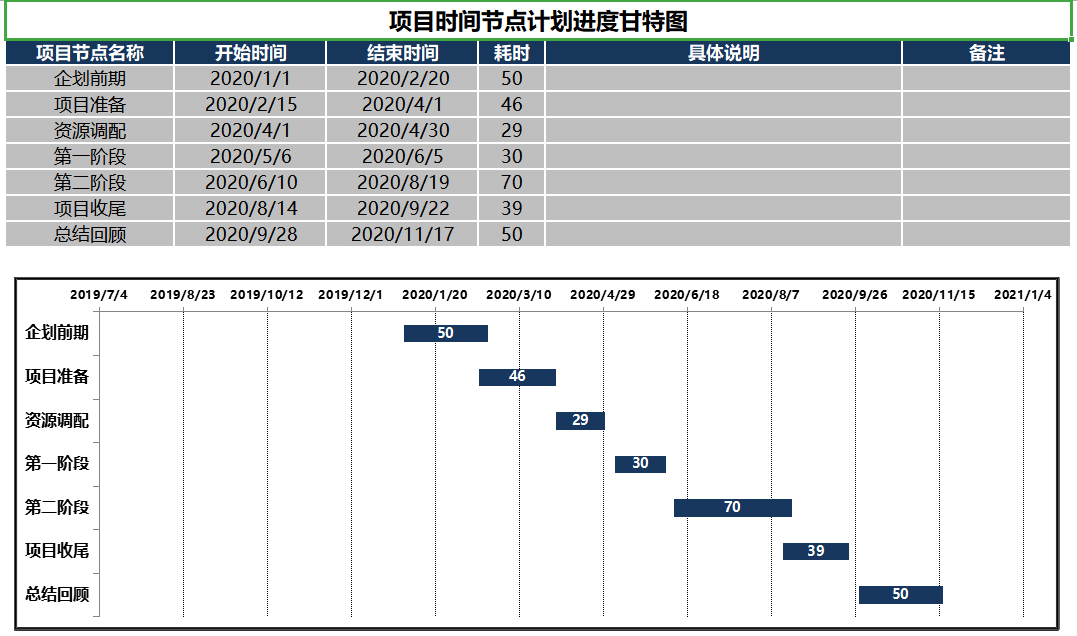 项目时间节点计划进度甘特图
项目节点名称 开始时间 结束时间 耗时 具体说明 备注
企划前期 2020/1/1 2020/2/20 50
项目准备 2020/2/15 2020/4/1 46
资源调配 2020/4/1 2020/4/30 29
第一阶段 2020/5/6 2020/6/5 30
第二阶段 2020/6/10 2020/8/19 70
项目收尾 2020/8/14 2020/9/22 39
总结回顾 2020/9/28 2020/11/17 50
2019/7/4 2019/8/23 2019/10/12 2019/12/1 2020/1/20 2020/3/10 2020/4/29 2020/6/18 2020/8/7 2020/9/26 2020/11/15 2021/1/4
企划前期 50
项目准备 46
资源调配 29
第一阶段 30
第二阶段 70
项目收尾 39
总结回顾 50